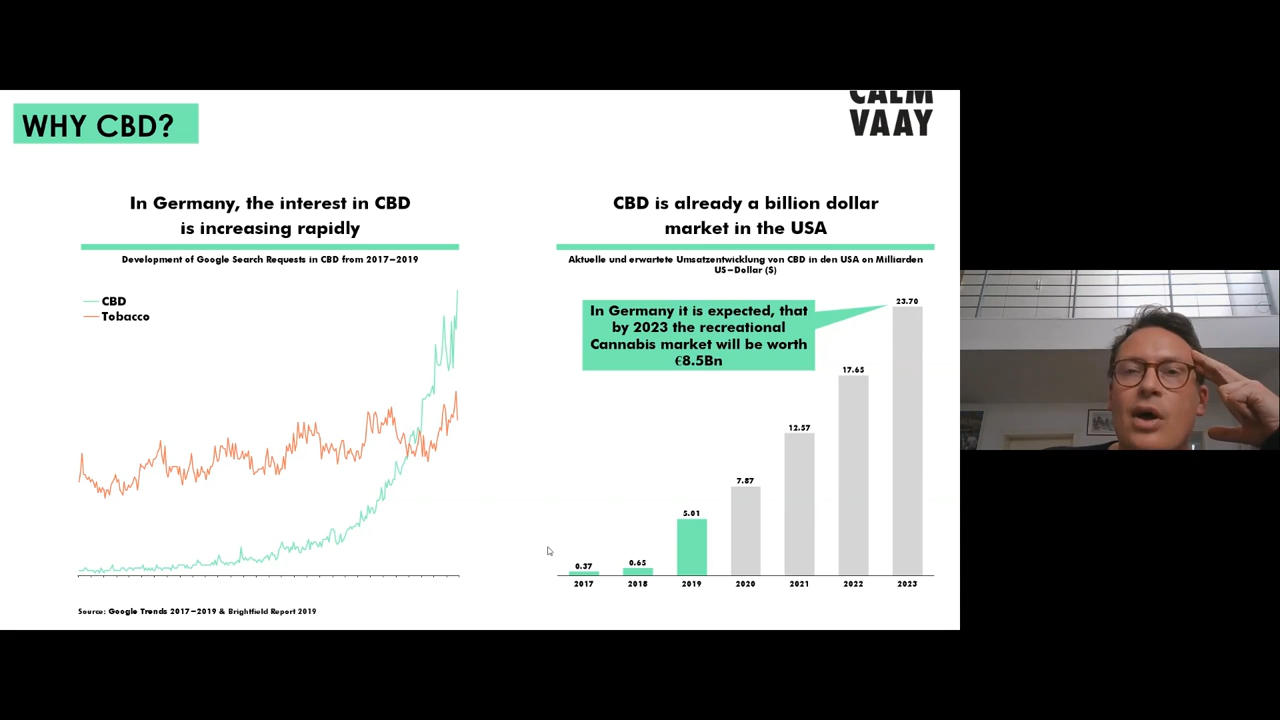 CALM
VAAY
WHY CBD?
In Germany, the interest in CBD
is increasing rapidly
Development of Google Search Requests in CBD from 2017–2019
CBD
Tobacco
Source: Google Trends 2017–2019 & Brightfield Report 2019
CBD is already a billion dollar
market in the USA
Aktuelle und erwartete Umsatzentwicklung von CBD in den USA on Milliarden
US–Dollar ($)
In Germany it is expected, that
by 2023 the recreational
Cannabis market will be worth
€8.5Bn
0.37
0.65
5.01
7.87
12.57
17.65
23.70
2017
2018
2019
2020
2021
2022
2023